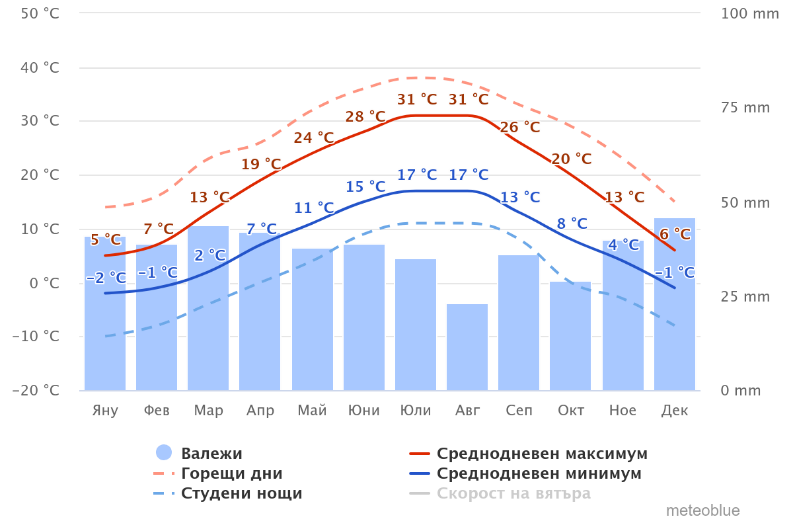 50 °C
40 °C
30 °C
20 °C
10 °C
0 °C
−10 °C
−20 °C
100 mm
75 mm
50 mm
25 mm
0 mm
5 °C
7 °C
13 °C
19 °C
24 °C
28 °C
31 °C
31 °C
26 °C
20 °C
13 °C
6 °C
−2 °C
−1 °C
2 °C
7 °C
11 °C
15 °C
17 °C
17 °C
13 °C
8 °C
4 °C
−1 °C
Яну Фев Мар Апр Май Юни Юли Авг Сеп Окт Ное Дек
Валежи
Горещи дни
Студени нощи
Среднодневен максимум
Среднодневен минимум
Скорост на вятъра
meteoblue